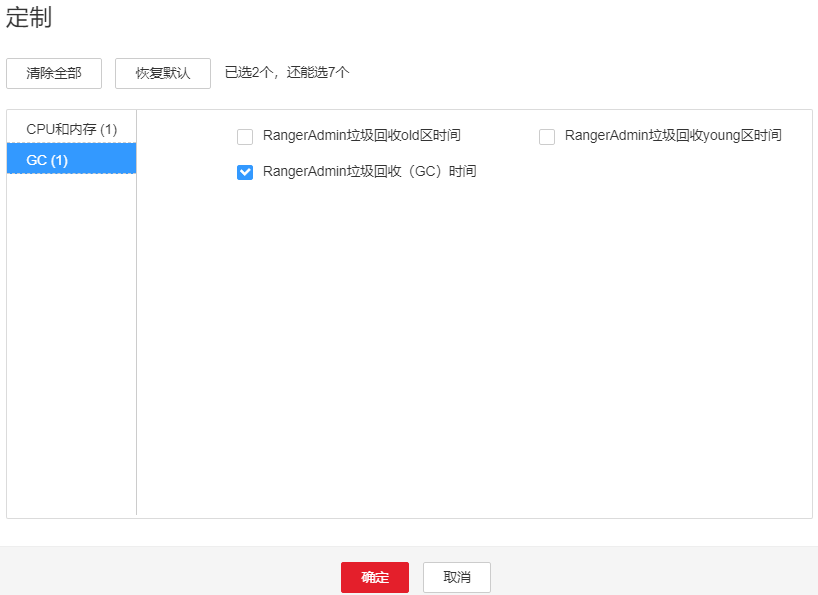 定制
清除全部 恢复默认 已选2个，还能选7个
CPU和内存 (1)
GC (1)
RangerAdmin垃圾回收old区时间 RangerAdmin垃圾回收young区时间
RangerAdmin垃圾回收（GC）时间
确定 取消